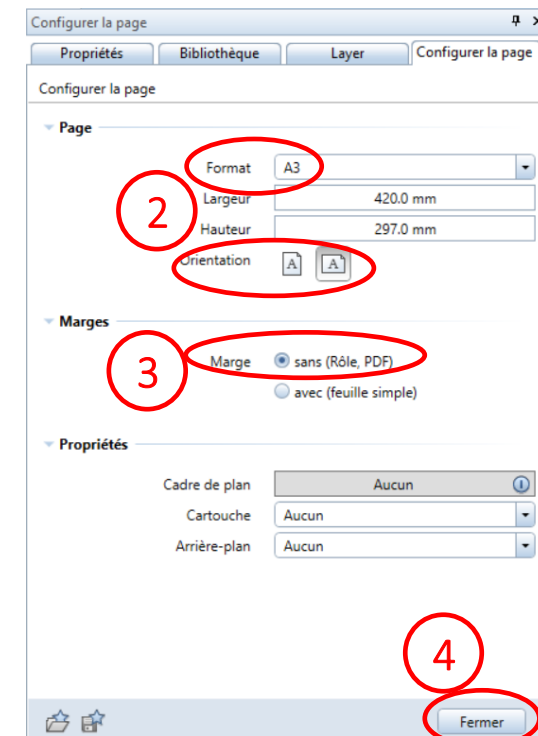 Configurer la page
Propriétés Bibliothèque Layer Configurer la page
Configurer la page
Page
Format A3
2
Largeur 420.0 mm
Hauteur 297.0 mm
Orientation A A
Marges
3
Marge sans (Rôle, PDF)
avec (feuille simple)
Propriétés
Cadre de plan Aucun
Cartouche Aucun
Arrière-plan Aucun
4
Fermer